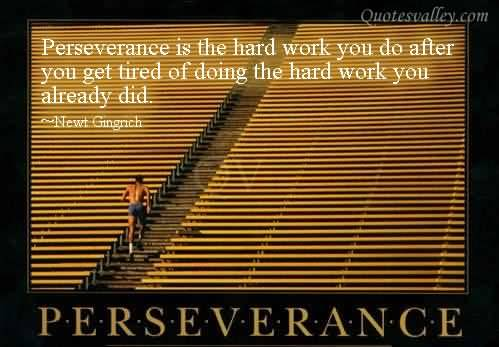 Quotesvalley.com
Perseverance is the hard work you do after
you get tired of doing the hard work you
already did.
~Newt Gingrich
P·E·R·S·E·V·E·R·A·N·C·E